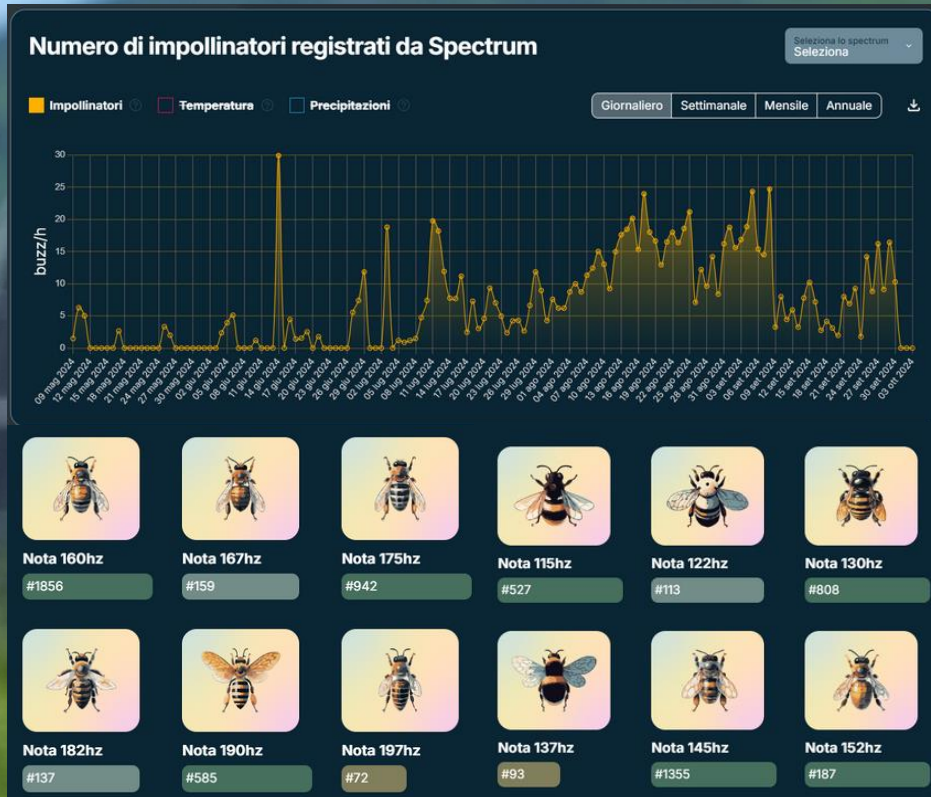 Numero di impollinatori registrati da Spectrum
Seleziona lo spectrum
Seleziona
Impollinatori Temperatura Precipitazioni
Giornaliero Settimanale Mensile Annuale
buzz/h
30
25
20
15
10
5
0
09 mag 2024
12 mag 2024
15 mag 2024
18 mag 2024
21 mag 2024
24 mag 2024
27 mag 2024
30 mag 2024
02 giu 2024
05 giu 2024
08 giu 2024
11 giu 2024
14 giu 2024
17 giu 2024
20 giu 2024
23 giu 2024
26 giu 2024
29 giu 2024
02 lug 2024
05 lug 2024
08 lug 2024
11 lug 2024
14 lug 2024
17 lug 2024
20 lug 2024
23 lug 2024
26 lug 2024
29 lug 2024
01 ago 2024
04 ago 2024
07 ago 2024
10 ago 2024
13 ago 2024
16 ago 2024
19 ago 2024
22 ago 2024
25 ago 2024
28 ago 2024
31 ago 2024
03 set 2024
06 set 2024
09 set 2024
12 set 2024
15 set 2024
18 set 2024
21 set 2024
24 set 2024
27 set 2024
30 set 2024
03 ott 2024
Nota 160hz Nota 167hz Nota 175hz Nota 115hz Nota 122hz Nota 130hz
#1856 #159 #942 #527 #113 #808
Nota 182hz Nota 190hz Nota 197hz Nota 137hz Nota 145hz Nota 152hz
#137 #585 #72 #93 #1355 #187